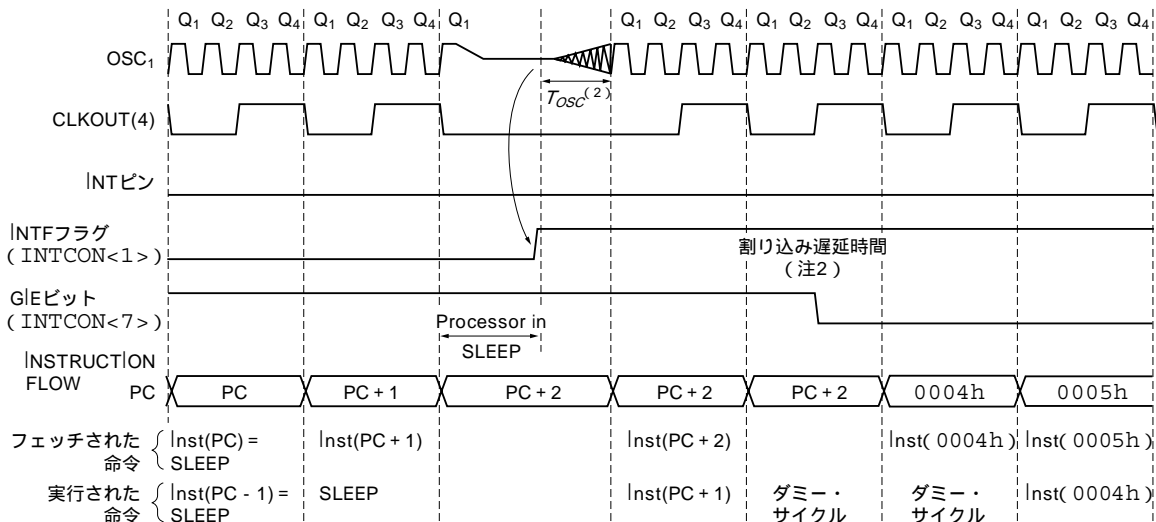 Q1 Q2 Q3 Q4 Q1 Q2 Q3 Q4 Q1 Q1 Q2 Q3 Q4 Q1 Q2 Q3 Q4 Q1 Q2 Q3 Q4 Q1 Q2 Q3 Q4
OSC1
TOSC(2)
CLKOUT(4)
INTピン
INTFフラグ
(INTCON<1>)
割り込み遅延時間
(注2)
GIEビット
(INTCON<7>)
Processor in
SLEEP
INSTRUCTION
FLOW
PC PC PC + 1 PC + 2 PC + 2 PC + 2 0004h 0005h
フェッチされた Inst(PC) = Inst(PC + 1) Inst(PC + 2) Inst(0004h) Inst(0005h)
命令 SLEEP
実行された Inst(PC - 1) = SLEEP Inst(PC + 1) ダミー・ ダミー・ Inst(0004h)
命令 SLEEP サイクル サイクル